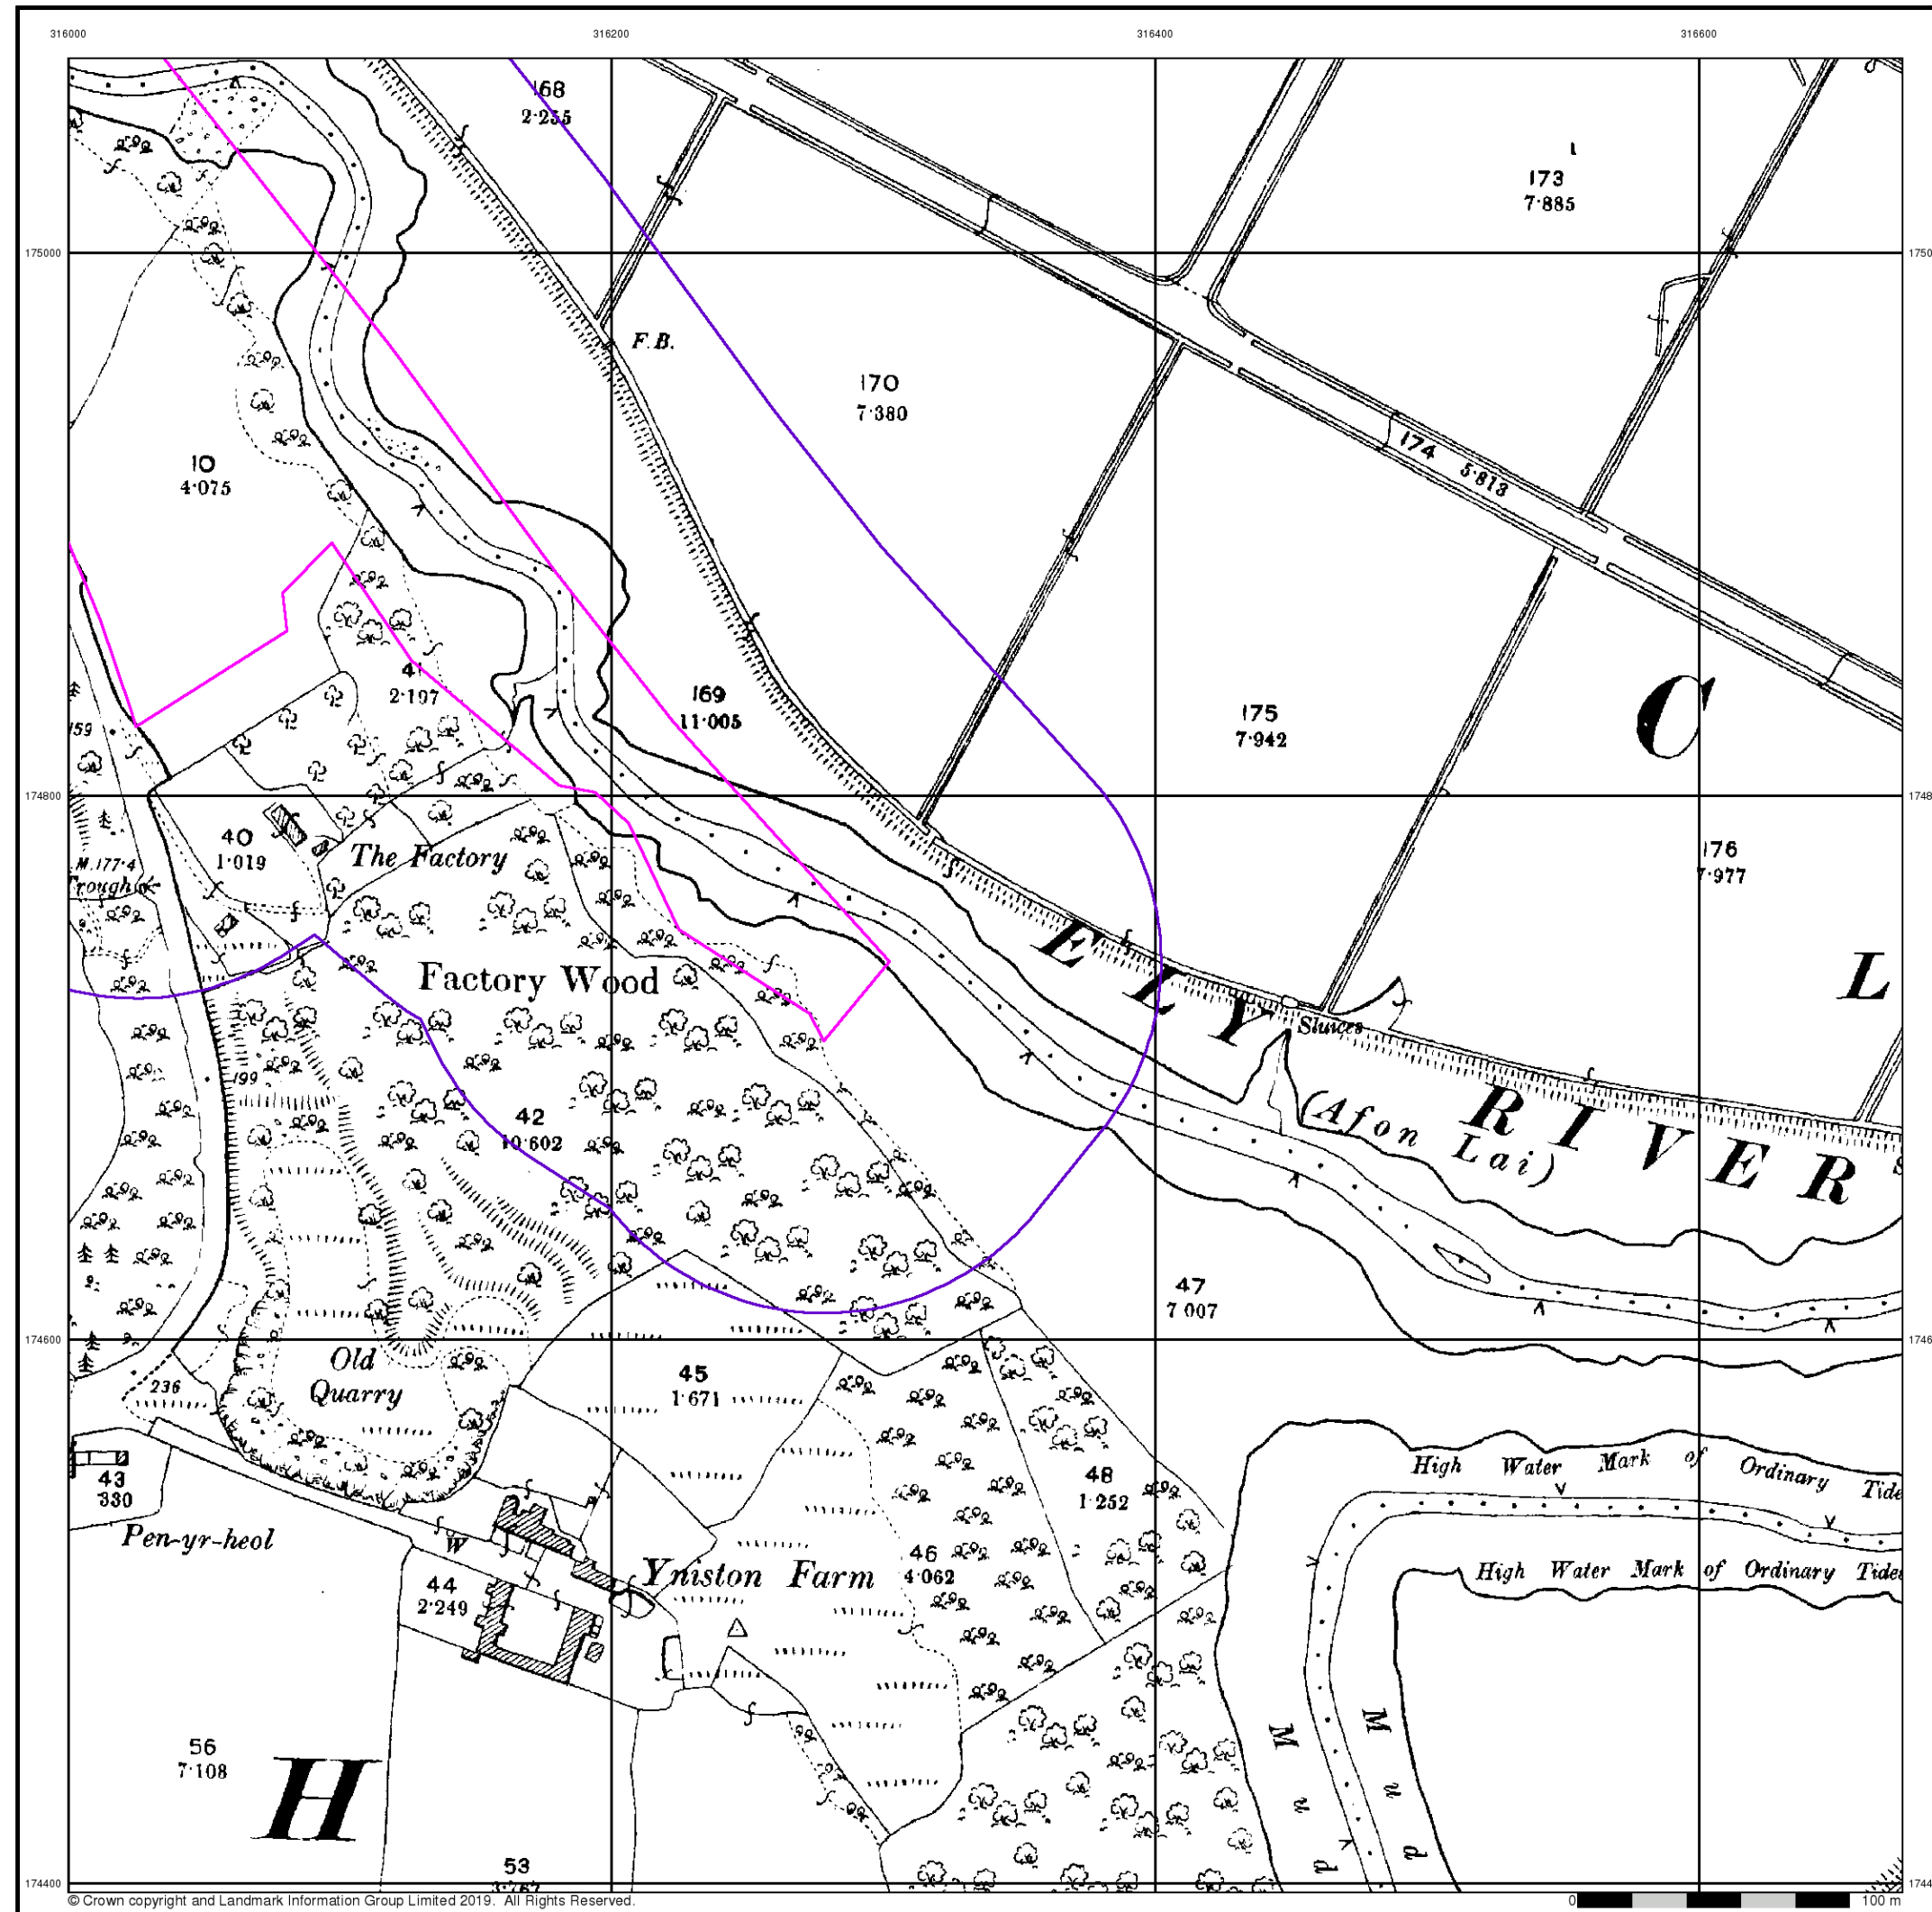 316000 316200 316400 316600
175000
174800
174600
174400
168
2·255
173
7·885
F.B.
170
7·380
174 5·813
10
4·075
41
2·197
169
11·005
175
7·942
C
159
40
1·019
The Factory
176
7·977
Trough
Factory Wood
ELY
RIVER
L
Sluices
(Afon
Lai)
199
42
10·602
47
7·007
Old
Quarry
236
45
1·671
43
·330
48
1·252
High Water Mark of Ordinary Tide
Pen-yr-heol
W
Yniston Farm
46
4·062
High Water Mark of Ordinary Tides
44
2·249
56
7·108
H
Mud
Mud
53
© Crown copyright and Landmark Information Group Limited 2019. All Rights Reserved.
0 100 m